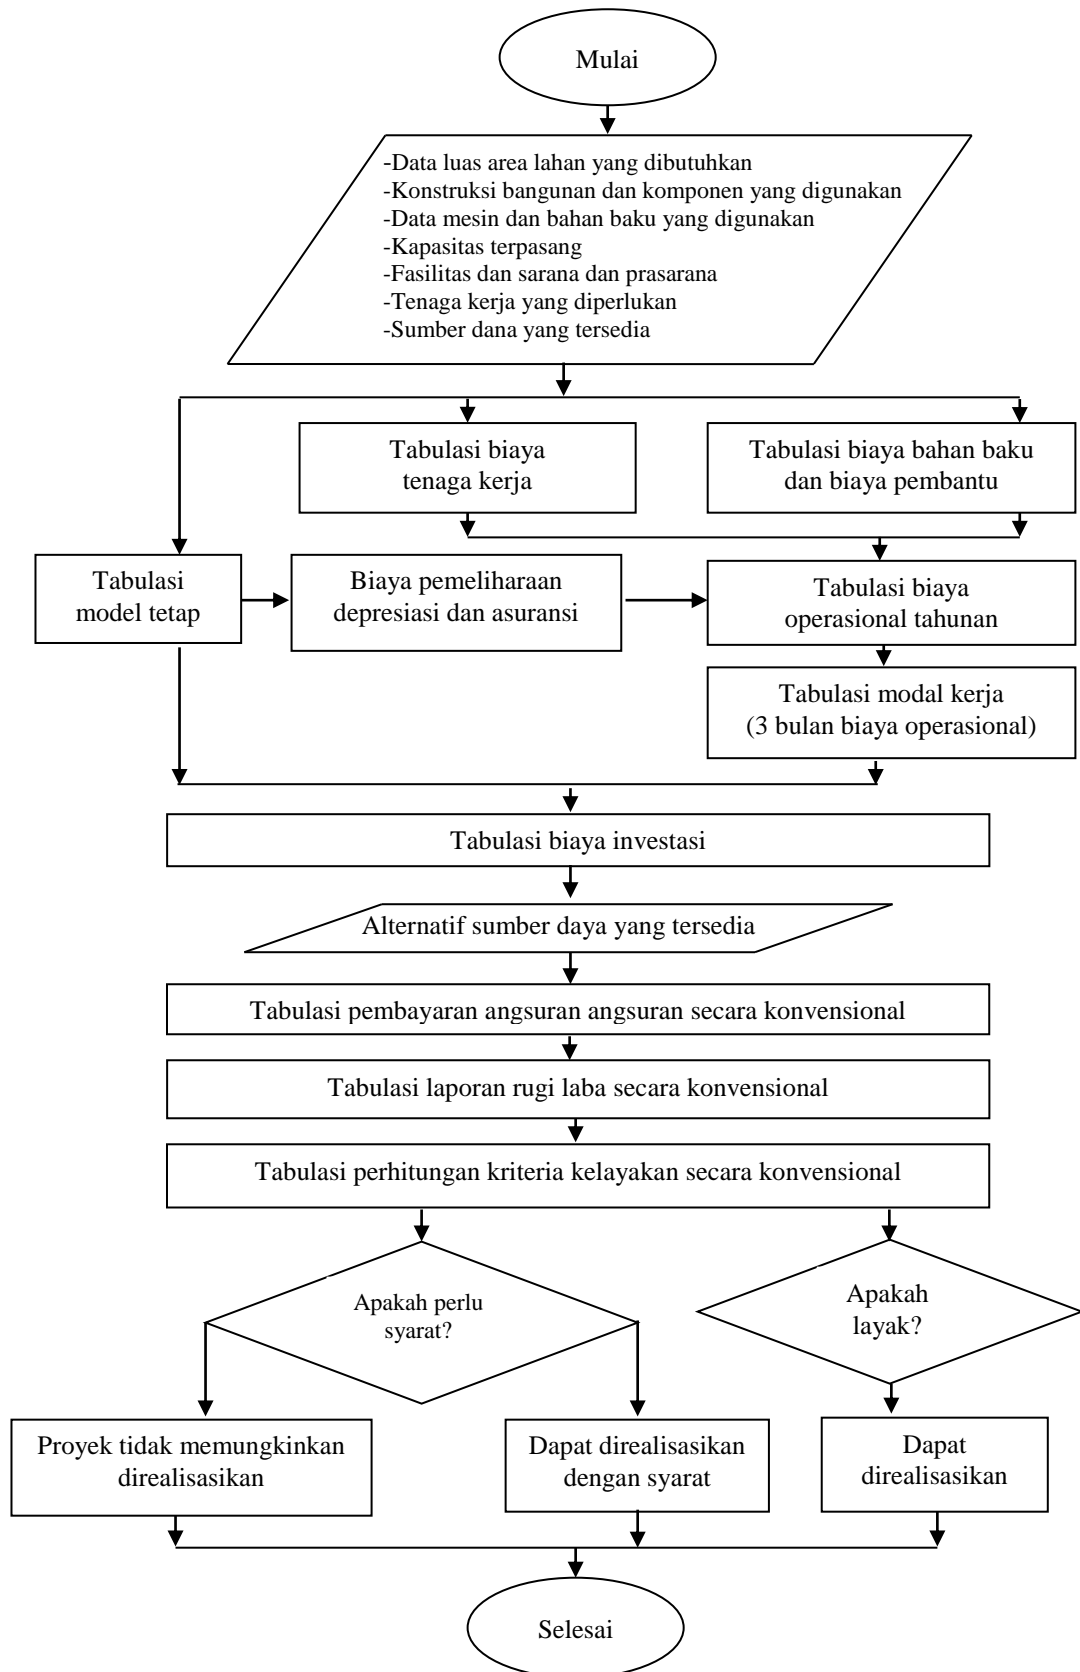 Mulai
-Data luas area lahan yang dibutuhkan
-Konstruksi bangunan dan komponen yang digunakan
-Data mesin dan bahan baku yang digunakan
-Kapasitas terpasang
-Fasilitas dan sarana dan prasarana
-Tenaga kerja yang diperlukan
-Sumber dana yang tersedia
Tabulasi biaya
tenaga kerja
Tabulasi biaya bahan baku
dan biaya pembantu
Tabulasi
model tetap
Biaya pemeliharaan
depresiasi dan asuransi
Tabulasi biaya
operasional tahunan
Tabulasi modal kerja
(3 bulan biaya operasional)
Tabulasi biaya investasi
Alternatif sumber daya yang tersedia
Tabulasi pembayaran angsuran angsuran secara konvensional
Tabulasi laporan rugi laba secara konvensional
Tabulasi perhitungan kriteria kelayakan secara konvensional
Apakah perlu
syarat?
Apakah
layak?
Proyek tidak memungkinkan
direalisasikan
Dapat direalisasikan
dengan syarat
Dapat
direalisasikan
Selesai